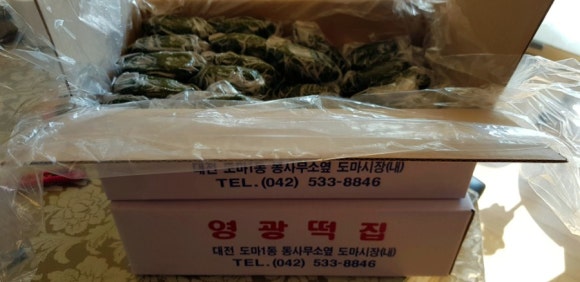 대전 도마1동 동사무소옆 도마시장(내)
TEL.(042) 533-8846
영광떡집
대전 도마1동 동사무소옆 도마시장(내)
TEL.(042) 533-8846